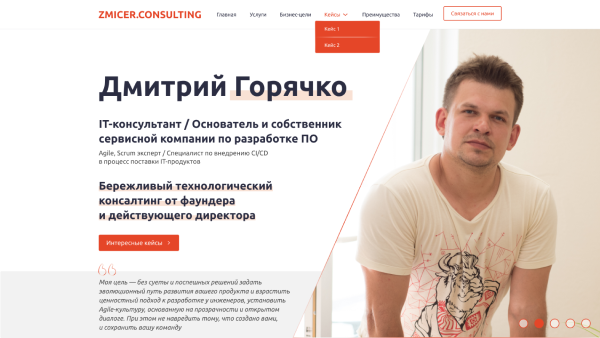 ZMICER.CONSULTING
Главная
Услуги
Бизнес-цели
Кейсы
Преимущества
Тарифы
Связаться с нами
Кейс 1
Кейс 2
Дмитрий Горячко
IT-консультант / Основатель и собственник
сервисной компании по разработке ПО
Agile, Scrum эксперт / Специалист по внедрению CI/CD
в процесс поставки IT-продуктов
Бережливый технологический
консалтинг от фаундера
и действующего директора
Интересные кейсы
Моя цель — без суеты и поспешных решений задать
эволюционный путь развития вашего продукта и взрастить
ценностный подход к разработке у инженеров, установить
Agile-культуру, основанную на прозрачности и открытом
диалоге. При этом не навредить тому, что создано вами,
и сохранить вашу команду